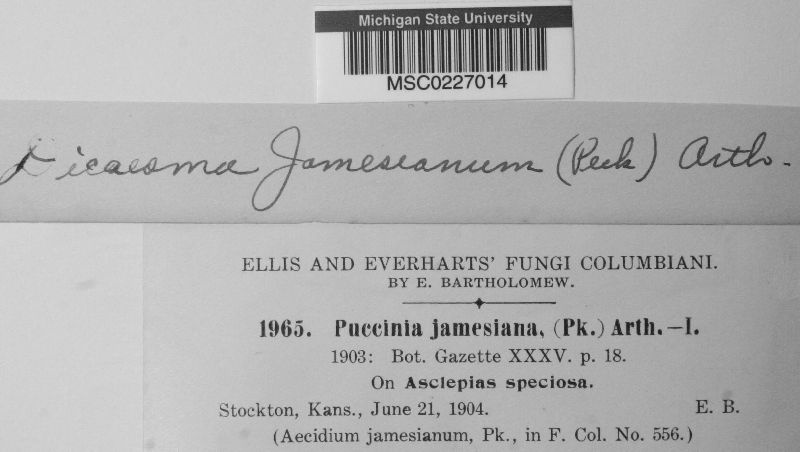 Michigan State University
MSC0227014
Dicaeoma Jamesianum (Peck) Arth.
ELLIS AND EVERHARTS' FUNGI COLUMBIANI.
BY E. BARTHOLOMEW.
1965. Puccinia jamesiana, (Pk.) Arth.—I.
1903: Bot. Gazette XXXV. p. 18.
On Asclepias speciosa.
Stockton, Kans., June 21, 1904. E. B.
(Aecidium jamesianum, Pk., in F. Col. No. 556.)